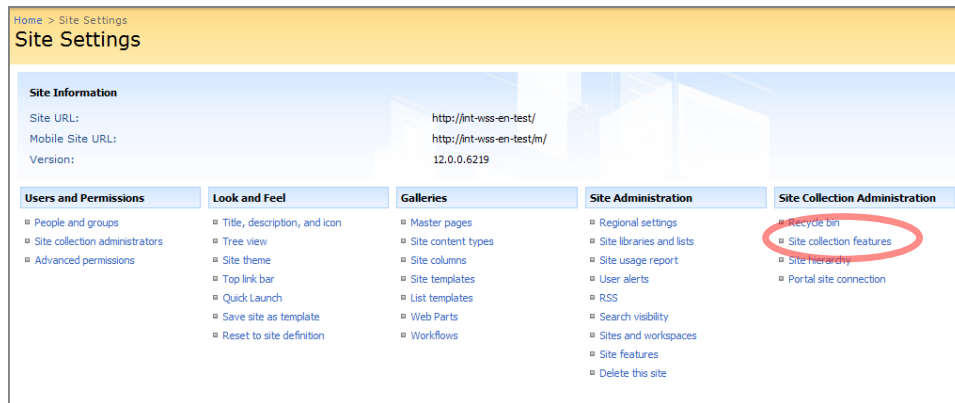 Home > Site Settings
Site Settings
Site Information
Site URL: http://int-wss-en-test/
Mobile Site URL: http://int-wss-en-test/m/
Version: 12.0.0.6219
Users and Permissions
People and groups
Site collection administrators
Advanced permissions
Look and Feel
Title, description, and icon
Tree view
Site theme
Top link bar
Quick Launch
Save site as template
Reset to site definition
Galleries
Master pages
Site content types
Site columns
Site templates
List templates
Web Parts
Workflows
Site Administration
Regional settings
Site libraries and lists
Site usage report
User alerts
RSS
Search visibility
Sites and workspaces
Site features
Delete this site
Site Collection Administration
Recycle bin
Site collection features
Site hierarchy
Portal site connection